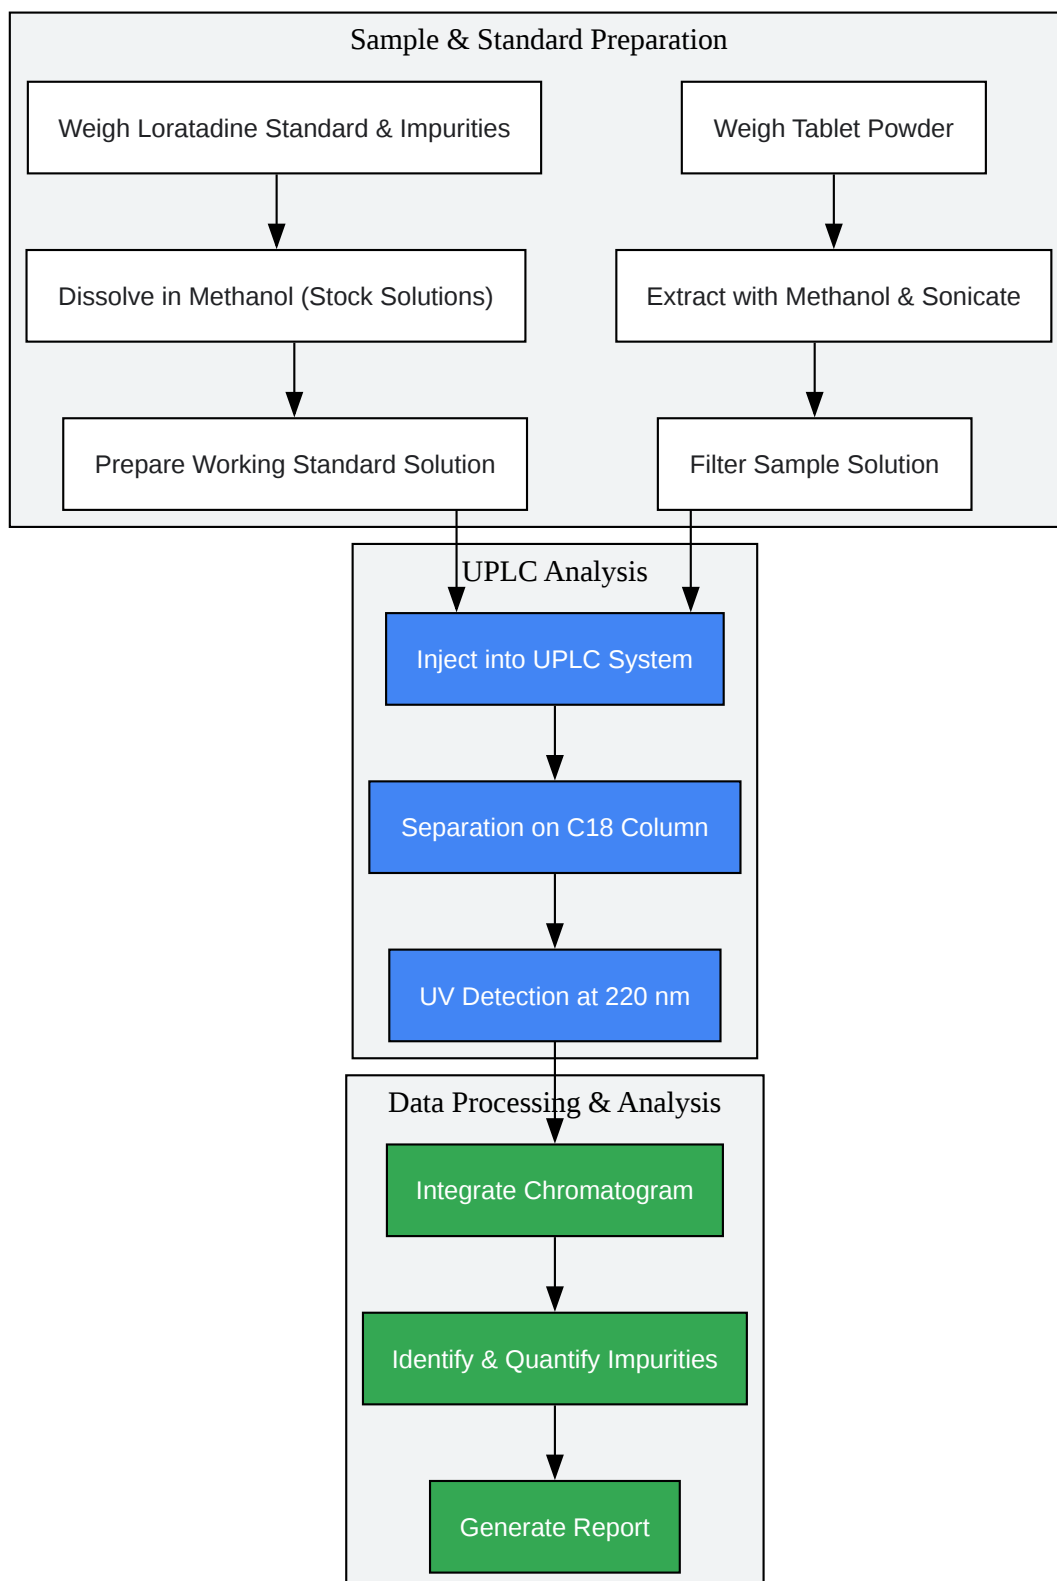 Sample & Standard Preparation
Weigh Loratadine Standard & Impurities
Weigh Tablet Powder
Dissolve in Methanol (Stock Solutions)
Extract with Methanol & Sonicate
Prepare Working Standard Solution
Filter Sample Solution
UPLC Analysis
Inject into UPLC System
Separation on C18 Column
UV Detection at 220 nm
Data Processing & Analysis
Integrate Chromatogram
Identify & Quantify Impurities
Generate Report